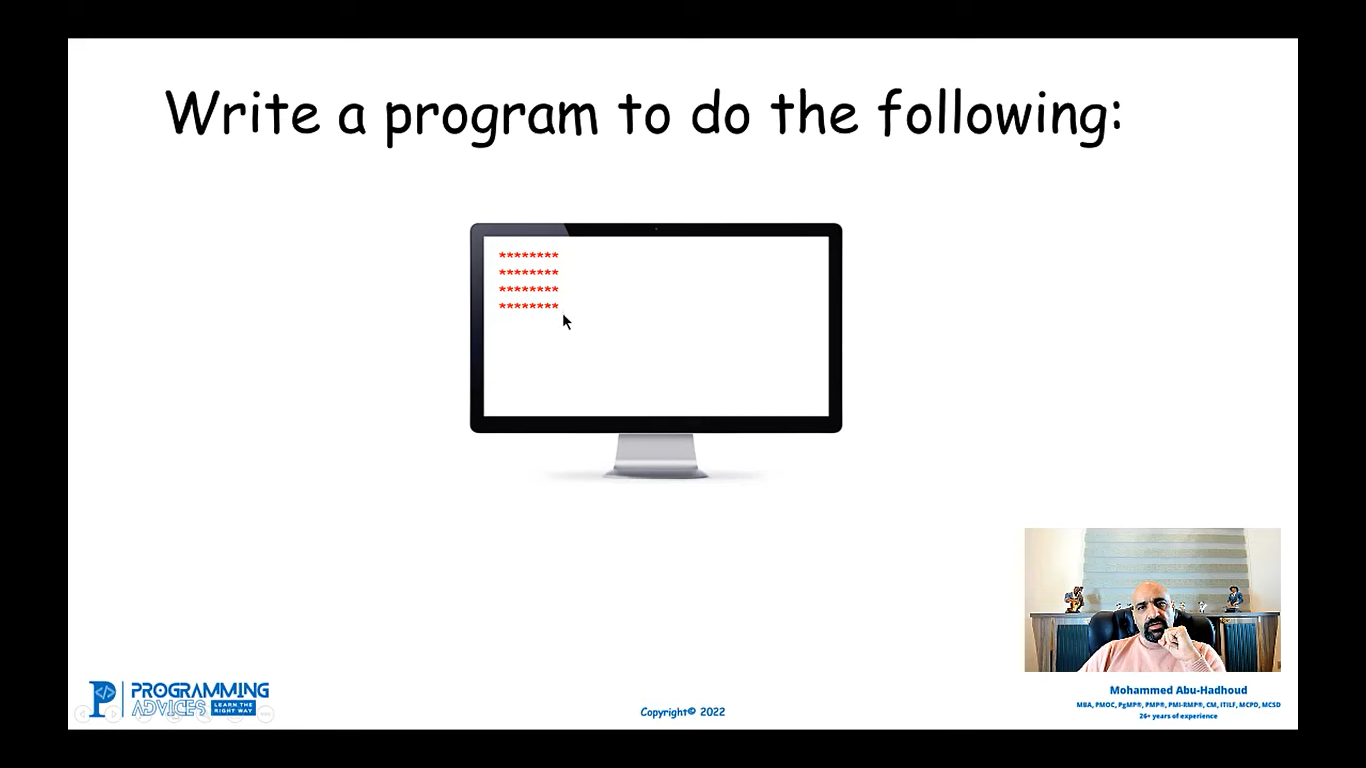 Write a program to do the following:
********
********
********
********
PROGRAMMING
ADVICES
LEARN THE
RIGHT WAY
Copyright© 2022
Mohammed Abu-Hadhoud
MBA, PMOC, PgMP®, PMP®, PMI-RMP®, CM, ITILF, MCPD, MCSD
26+ years of experience